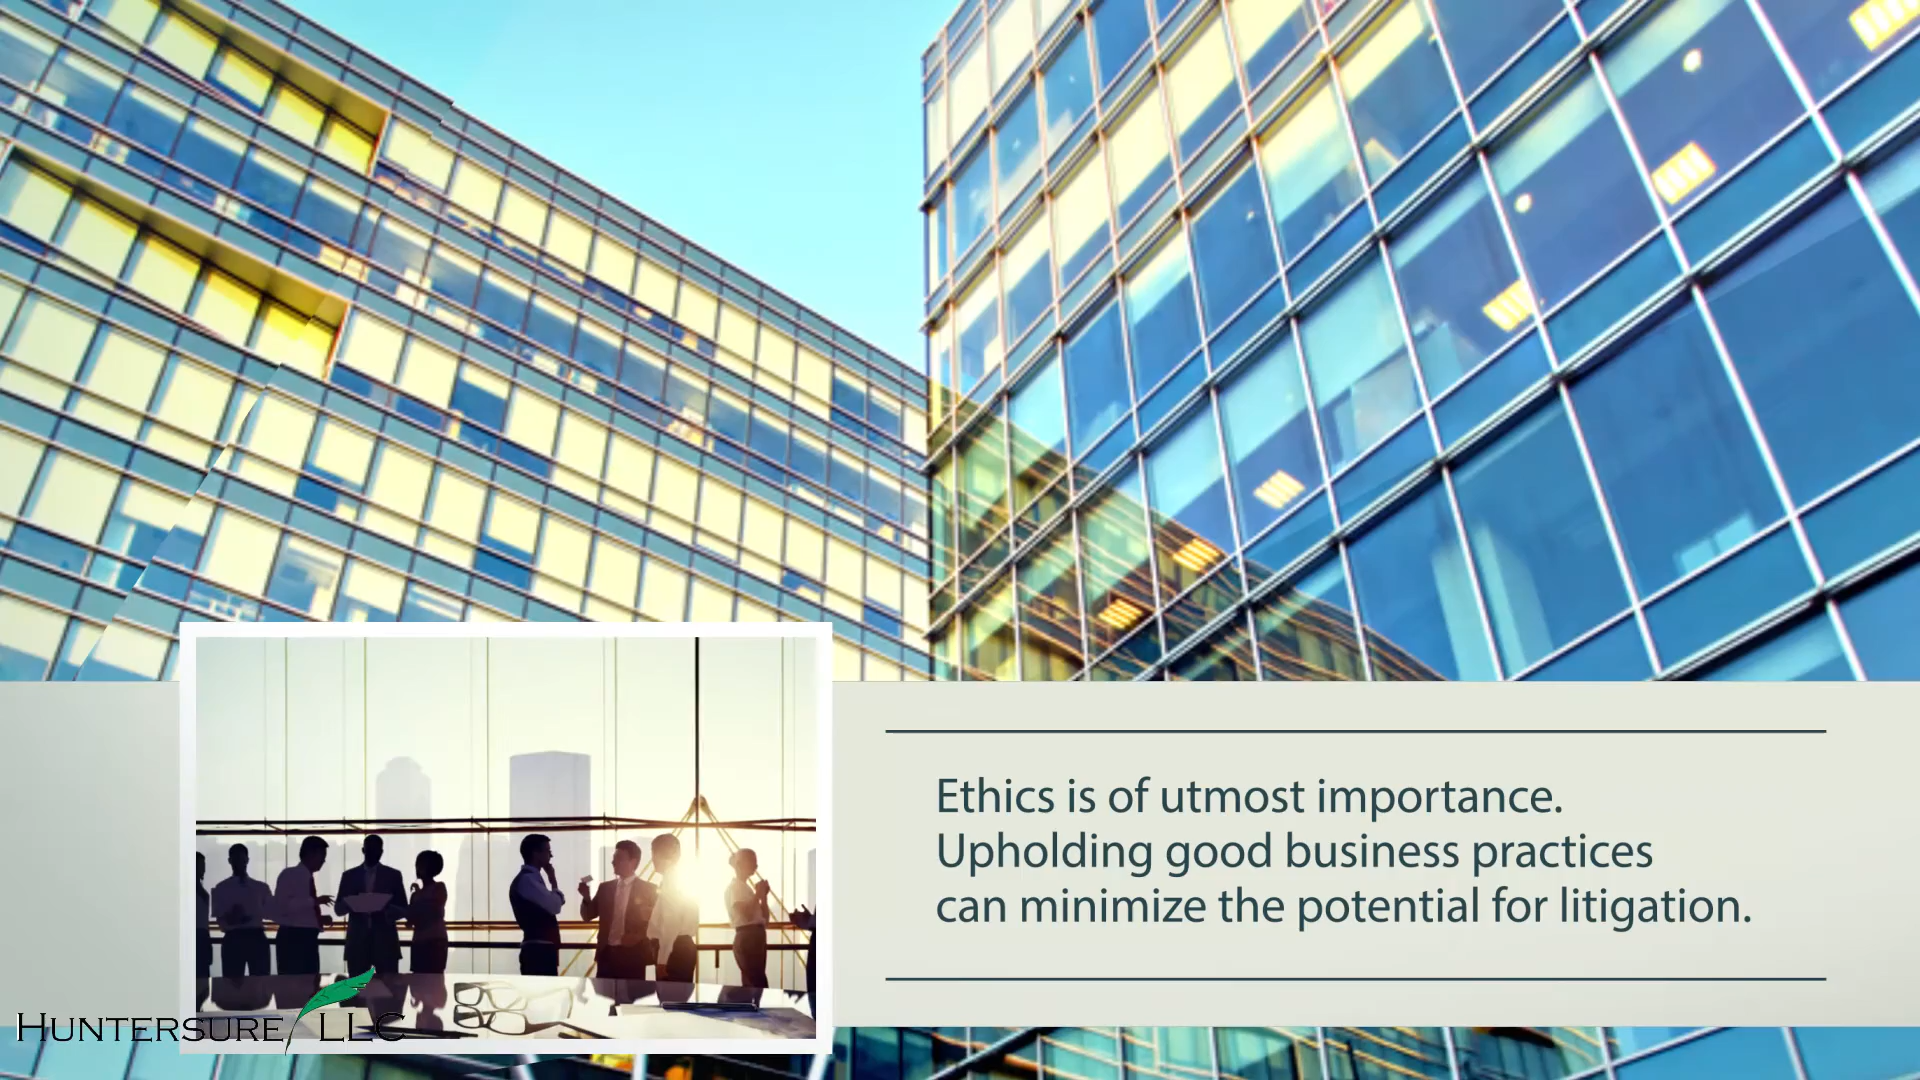 Ethics is of utmost importance.
Upholding good business practices
can minimize the potential for litigation.
HUNTERSURE LLC